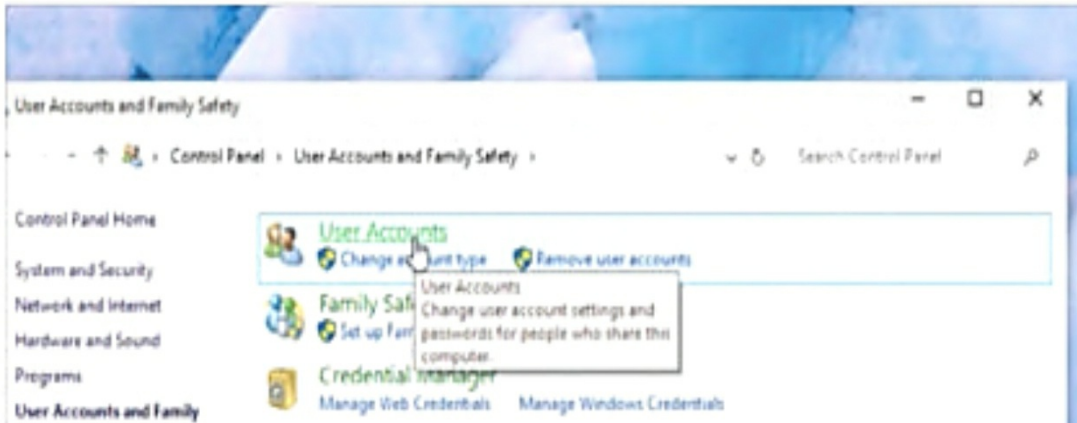 User Accounts and Family Safety
Control Panel › User Accounts and Family Safety ›
Search Control Panel
Control Panel Home
System and Security
Network and Internet
Hardware and Sound
Programs
User Accounts and Family
User Accounts
Change account type Remove user accounts
Family Saf
Set up Fam
Credential Manager
Manage Web Credentials Manage Windows Credentials
User Accounts
Change user account settings and
passwords for people who share this
computer.